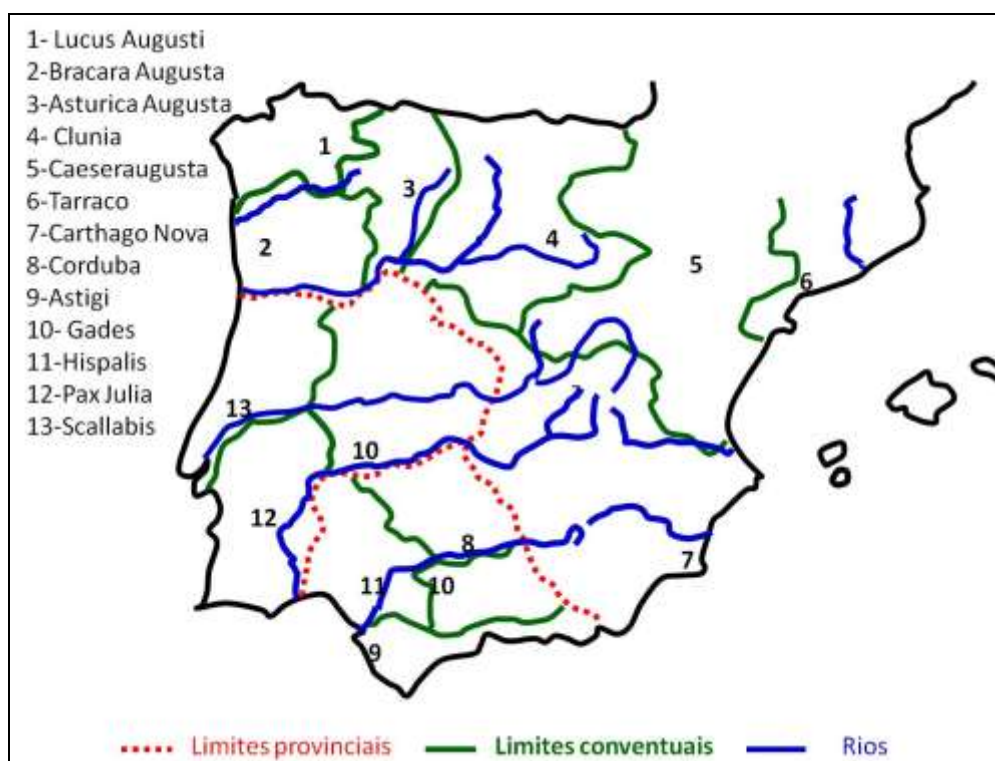 1- Lucus Augusti
2-Bracara Augusta
3-Asturica Augusta
4- Clunia
5-Caeseraugusta
6-Tarraco
7-Carthago Nova
8-Corduba
9-Astigi
10- Gades
11-Hispalis
12-Pax Julia
13-Scallabis
1
3
2
4
5
6
13
10
12
8
7
11
10
9
Limites provinciais
Limites conventuais
Rios